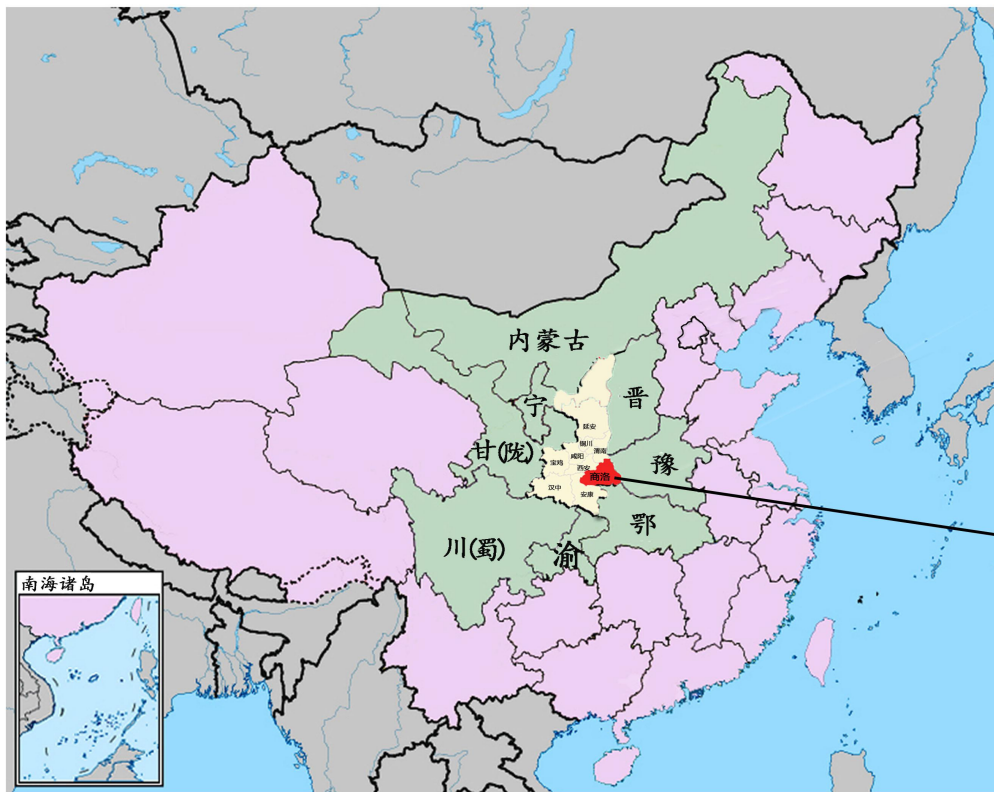 内蒙古
宁
晋
延安
铜川
渭南
甘(陇)
咸阳
宝鸡
西安
豫
商洛
汉中
安康
鄂
川(蜀)
渝
南海诸岛